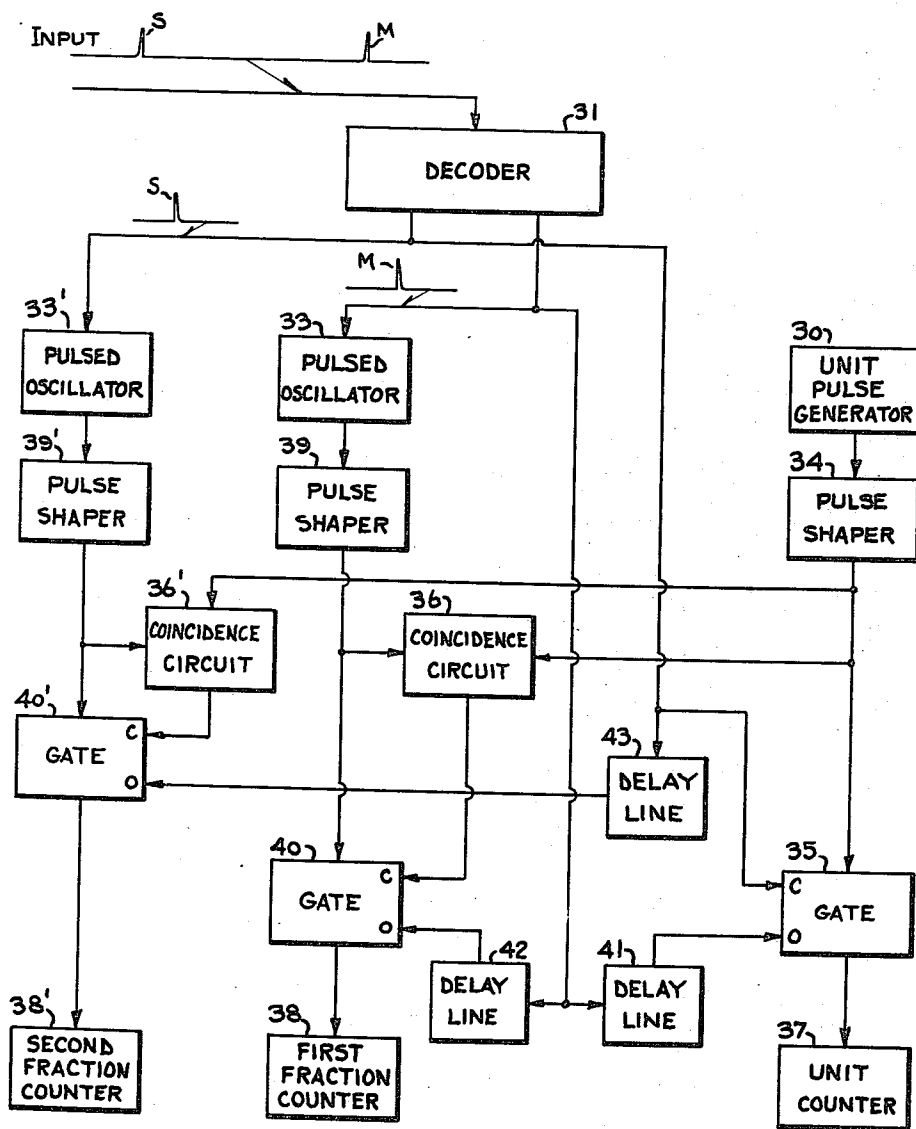 INPUT
S
M
31
DECODER
S
M
33'
PULSED
OSCILLATOR
33
PULSED
OSCILLATOR
30
UNIT
PULSE
GENERATOR
39'
PULSE
SHAPER
39
PULSE
SHAPER
34
PULSE
SHAPER
36'
COINCIDENCE
CIRCUIT
36
COINCIDENCE
CIRCUIT
40'
GATE
C
O
43
DELAY
LINE
40
GATE
C
O
35
C
O
GATE
42
DELAY
LINE
41
DELAY
LINE
38'
SECOND
FRACTION
COUNTER
38
FIRST
FRACTION
COUNTER
37
UNIT
COUNTER